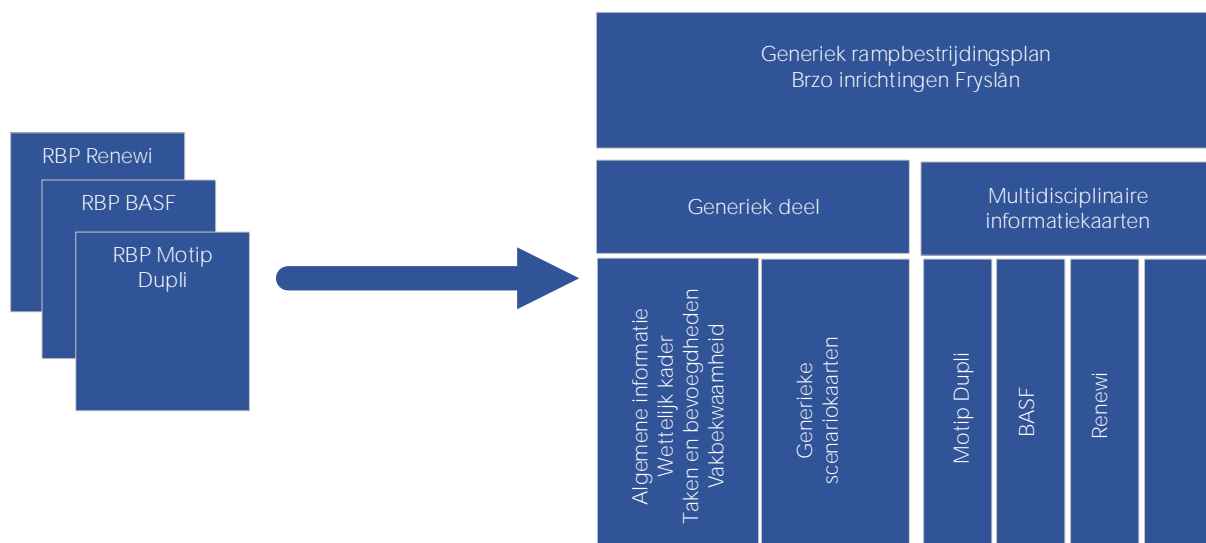 RBP Renewi
RBP BASF
RBP Motip
Dupli
Generiek rampbestrijdingsplan
Brzo inrichtingen Fryslân
Generiek deel
Multidisciplinaire
informatiekaarten
Algemene informatie
Wettelijk kader
Taken en bevoegdheden
Vakbekwaamheid
Generieke
scenariokaarten
Motip Dupli
BASF
Renewi